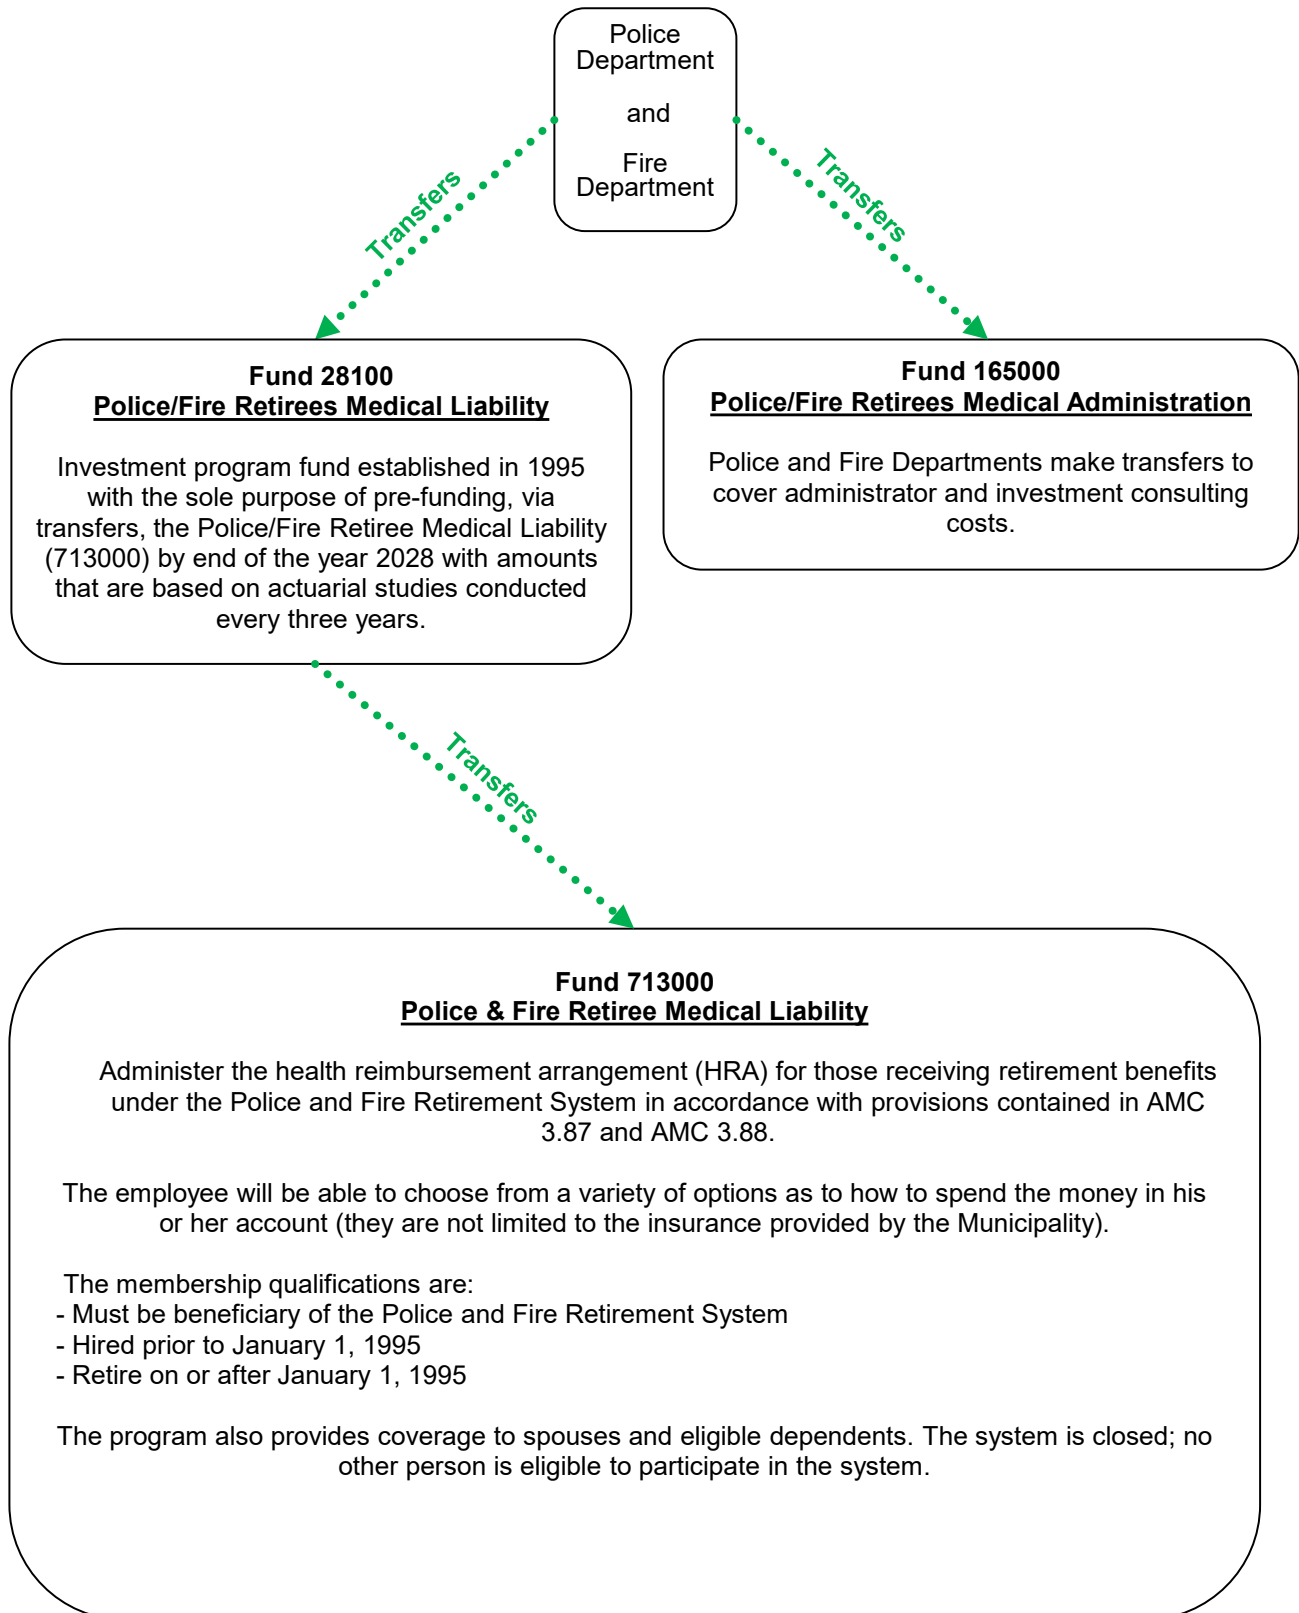 Police
Department
and
Fire
Department
Transfers
Transfers
Fund 28100
Police/Fire Retirees Medical Liability
Investment program fund established in 1995
with the sole purpose of pre-funding, via
transfers, the Police/Fire Retiree Medical Liability
(713000) by end of the year 2028 with amounts
that are based on actuarial studies conducted
every three years.
Fund 165000
Police/Fire Retirees Medical Administration
Police and Fire Departments make transfers to
cover administrator and investment consulting
costs.
Transfers
Fund 713000
Police & Fire Retiree Medical Liability
Administer the health reimbursement arrangement (HRA) for those receiving retirement benefits
under the Police and Fire Retirement System in accordance with provisions contained in AMC
3.87 and AMC 3.88.
The employee will be able to choose from a variety of options as to how to spend the money in his
or her account (they are not limited to the insurance provided by the Municipality).
The membership qualifications are:
- Must be beneficiary of the Police and Fire Retirement System
- Hired prior to January 1, 1995
- Retire on or after January 1, 1995
The program also provides coverage to spouses and eligible dependents. The system is closed; no
other person is eligible to participate in the system.